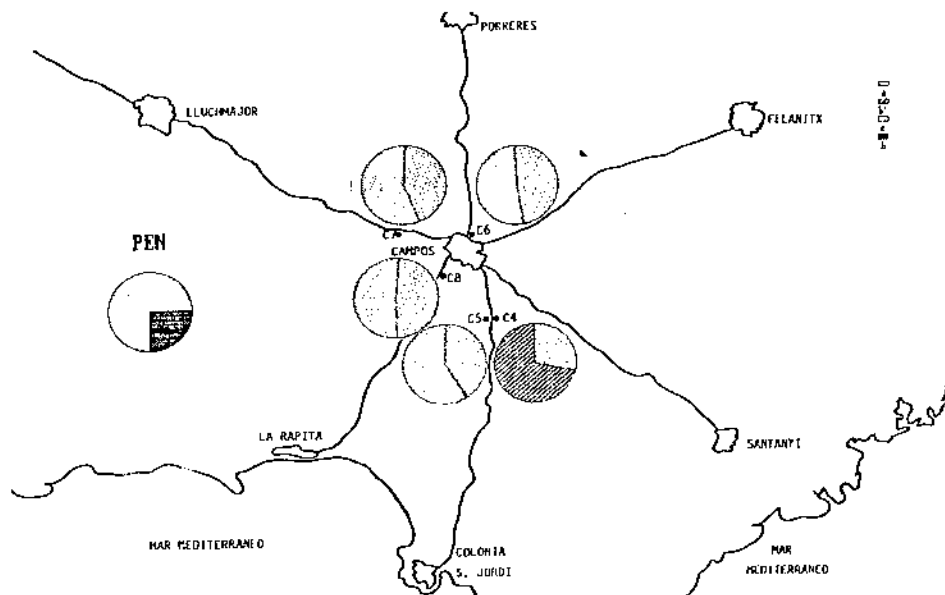 PORRERES
LLUCHMAJOR
FELANITX
C7
C6
CAMPOS
C8
PEN
C5
C4
LA RAPITA
SANTANYI
MAR MEDITERRANEO
COLONIA
S. JORDI
MAR
MEDITERRANEO